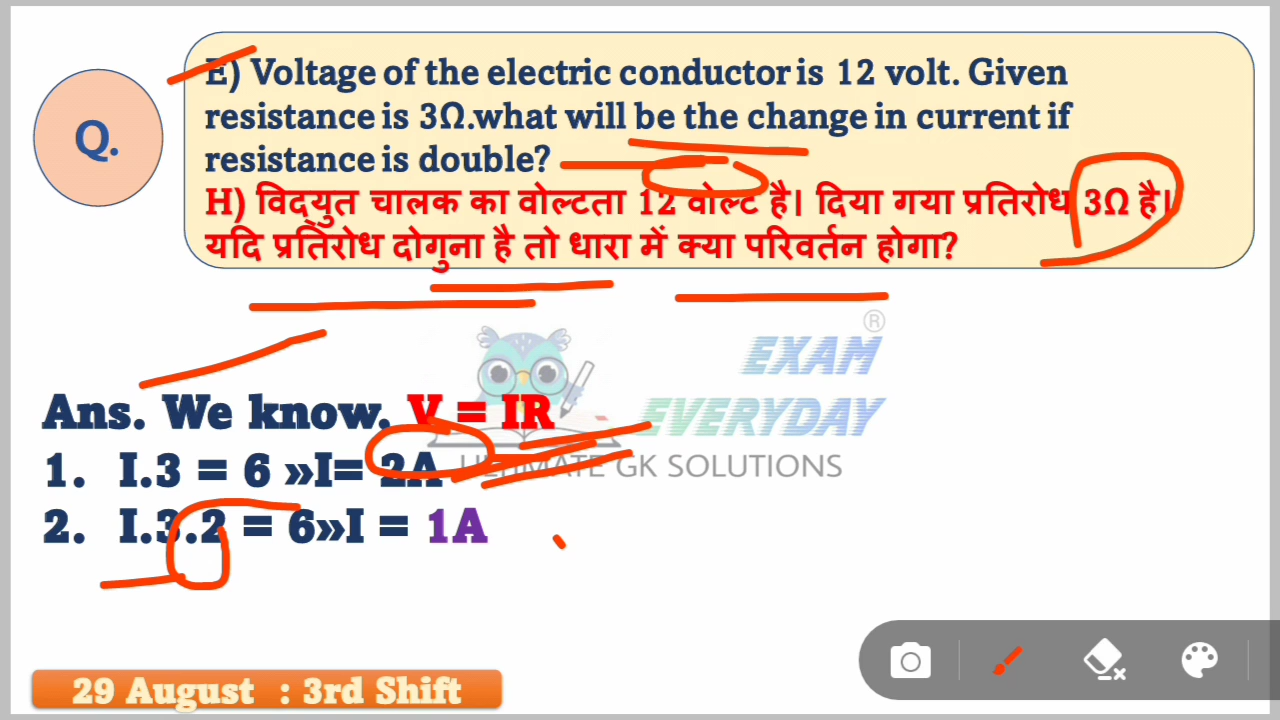 Q.
E) Voltage of the electric conductor is 12 volt. Given
resistance is 3Ω.what will be the change in current if
resistance is double?
H) विद्युत चालक का वोल्टता 12 वोल्ट है। दिया गया प्रतिरोध 3Ω है।
यदि प्रतिरोध दोगुना है तो धारा में क्या परिवर्तन होगा?
®
EXAM
EVERYDAY
ULTIMATE GK SOLUTIONS
Ans. We know. V = IR
1. I.3 = 6 »I= 2A
2. I.3.2 = 6»I = 1A
29 August : 3rd Shift